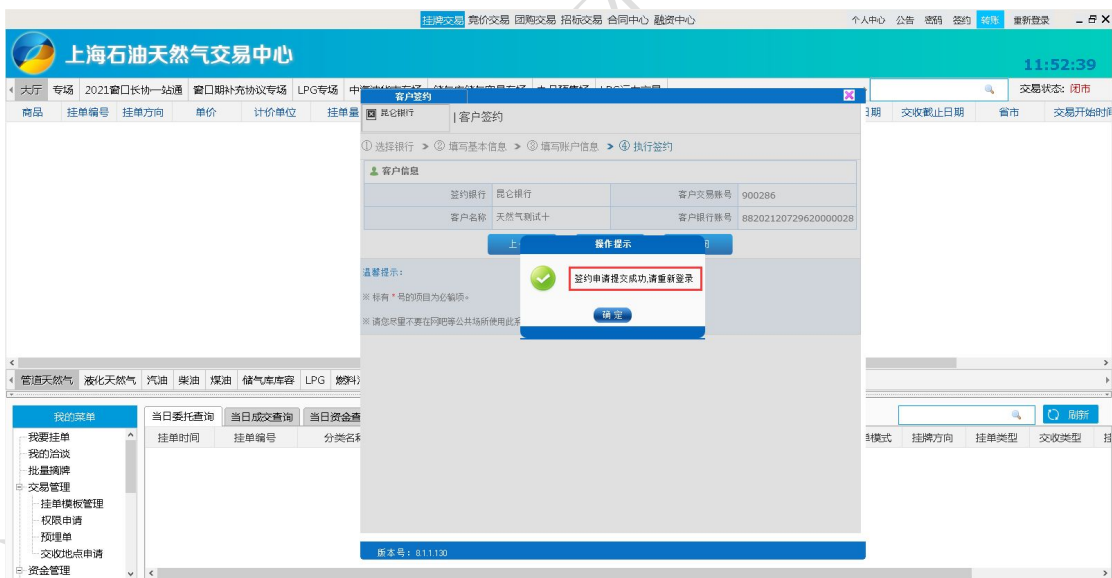 挂牌交易 竞价交易 团购交易 招标交易 合同中心 融资中心 个人中心 公告 密码 签约 转账 重新登录
上海石油天然气交易中心
11:52:39
大厅 专场 2021窗口长协一站通 窗口期补充协议专场 LPG专场 交易状态: 闭市
商品 挂单编号 挂单方向 单价 计价单位 挂单量 日期 交收截止日期 省市 交易开始时间
客户签约
昆仑银行 | 客户签约
① 选择银行 > ② 填写基本信息 > ③ 填写账户信息 > ④ 执行签约
客户信息
签约银行 昆仑银行 客户交易账号 900286
客户名称 天然气测试十 客户银行账号 88202120729620000028
上
操作提示
签约申请提交成功,请重新登录
确定
温馨提示:
※ 标有 * 号的项目为必输项。
※ 请您尽量不要在网吧等公共场所使用此系
管道天然气 液化天然气 汽油 柴油 煤油 储气库库容 LPG 燃料
我的菜单 当日委托查询 当日成交查询 当日资金查 刷新
挂单时间 挂单编号 分类名称 单模式 挂牌方向 挂单类型 交收类型 挂
我要挂单
我的洽谈
批量摘牌
交易管理
挂单模板管理
权限申请
预埋单
交收地点申请
资金管理
版本号: 8.1.1.130